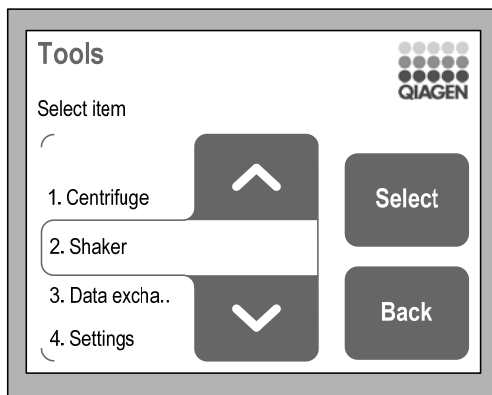 Tools
QIAGEN
Select item
1. Centrifuge
2. Shaker
3. Data excha..
4. Settings
Select
Back